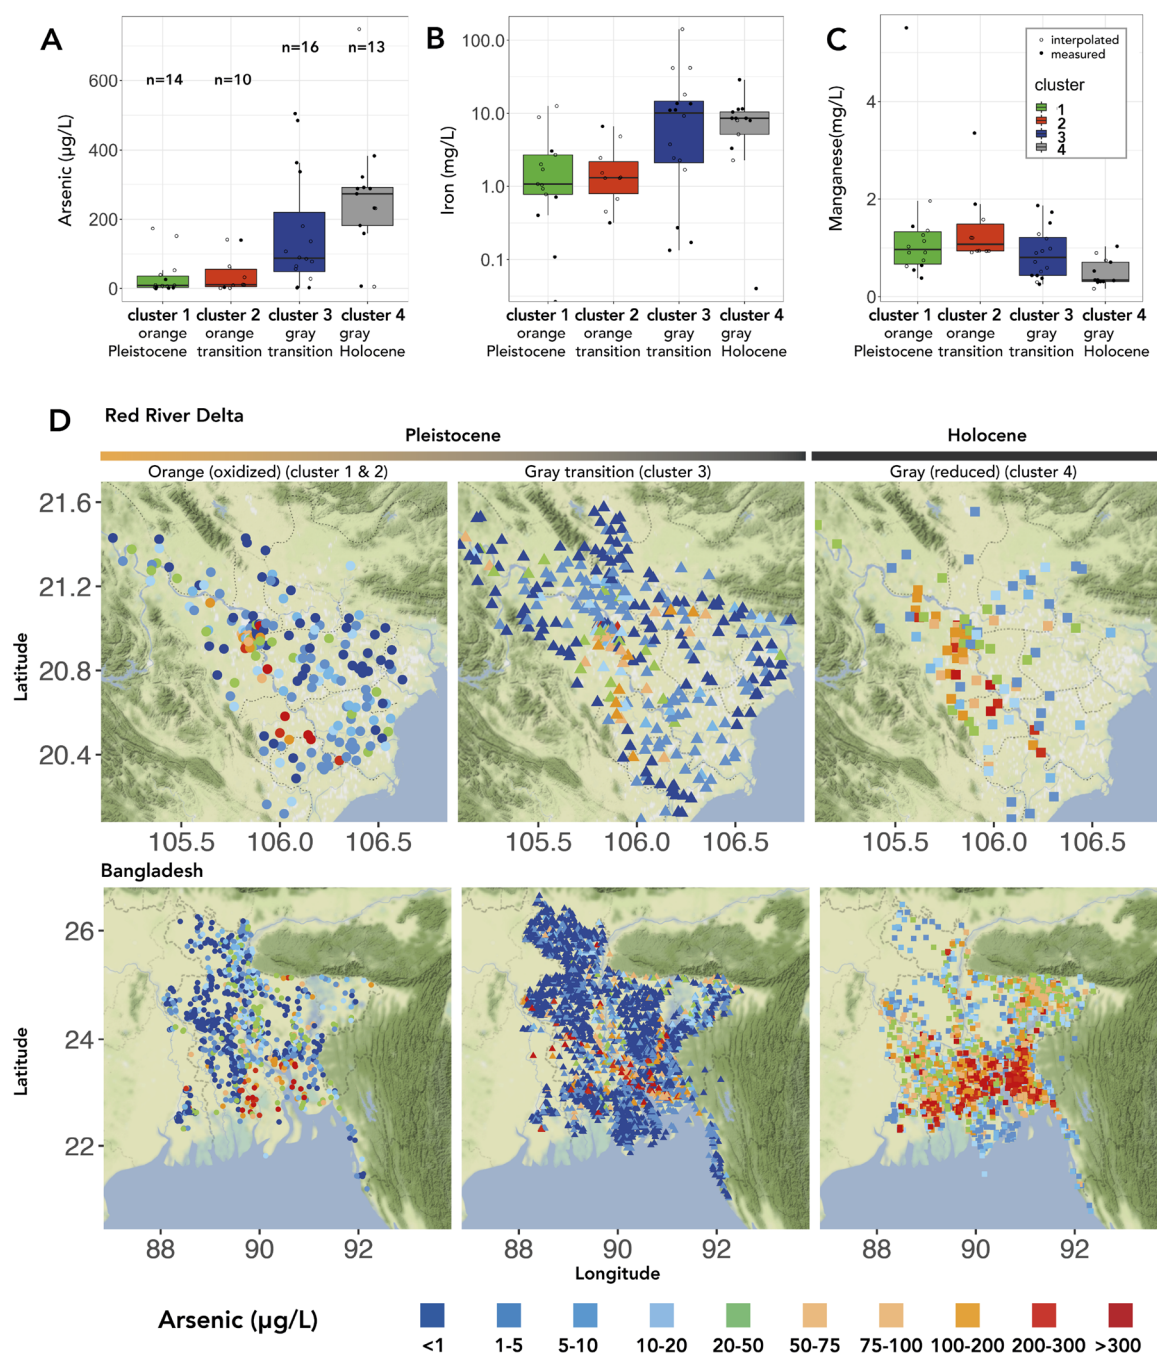 A
Arsenic (µg/L)
600
400
200
0
n=14
n=10
n=16
n=13
cluster 1
orange
Pleistocene
cluster 2
orange
transition
cluster 3
gray
transition
cluster 4
gray
Holocene
B
Iron (mg/L)
100.0
10.0
1.0
0.1
cluster 1
orange
Pleistocene
cluster 2
orange
transition
cluster 3
gray
transition
cluster 4
gray
Holocene
C
Manganese(mg/L)
4
2
0
interpolated
measured
cluster
1
2
3
4
cluster 1
orange
Pleistocene
cluster 2
orange
transition
cluster 3
gray
transition
cluster 4
gray
Holocene
D
Red River Delta
Pleistocene
Holocene
Orange (oxidized) (cluster 1 & 2)
Gray transition (cluster 3)
Gray (reduced) (cluster 4)
Latitude
21.6
21.2
20.8
20.4
105.5 106.0 106.5
105.5 106.0 106.5
105.5 106.0 106.5
Bangladesh
Latitude
26
24
22
88 90 92
88 90 92
88 90 92
Longitude
Arsenic (µg/L)
<1 1-5 5-10 10-20 20-50 50-75 75-100 100-200 200-300 >300